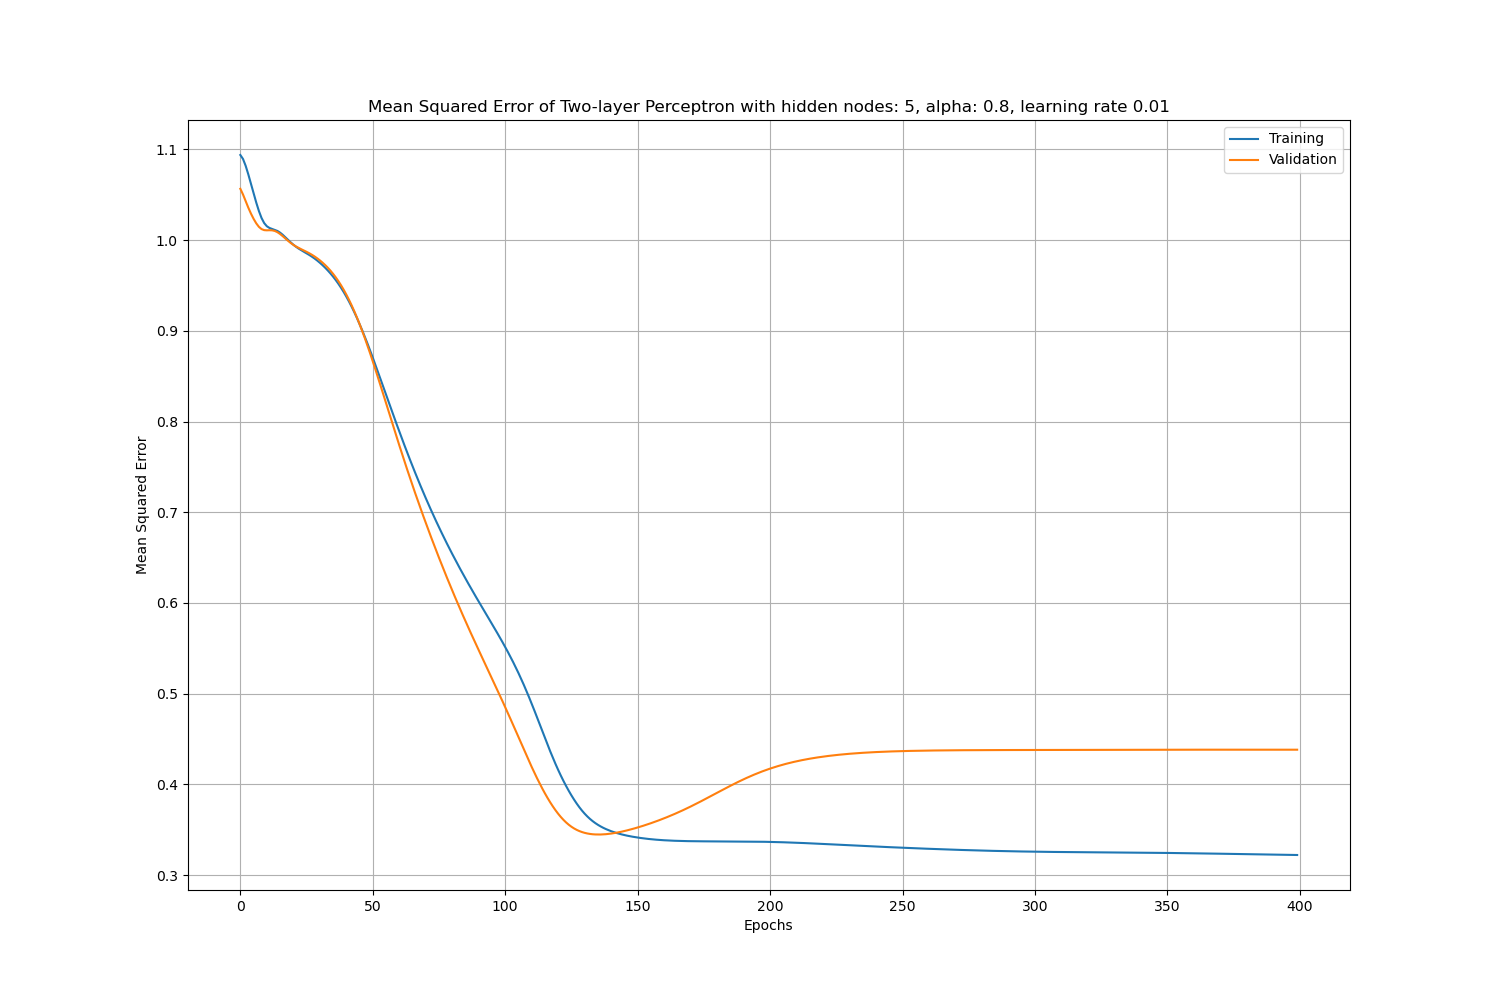 Mean Squared Error of Two-layer Perceptron with hidden nodes: 5, alpha: 0.8, learning rate 0.01
Training
Validation
1.1
1.0
0.9
0.8
0.7
0.6
0.5
0.4
0.3
Mean Squared Error
0 50 100 150 200 250 300 350 400
Epochs